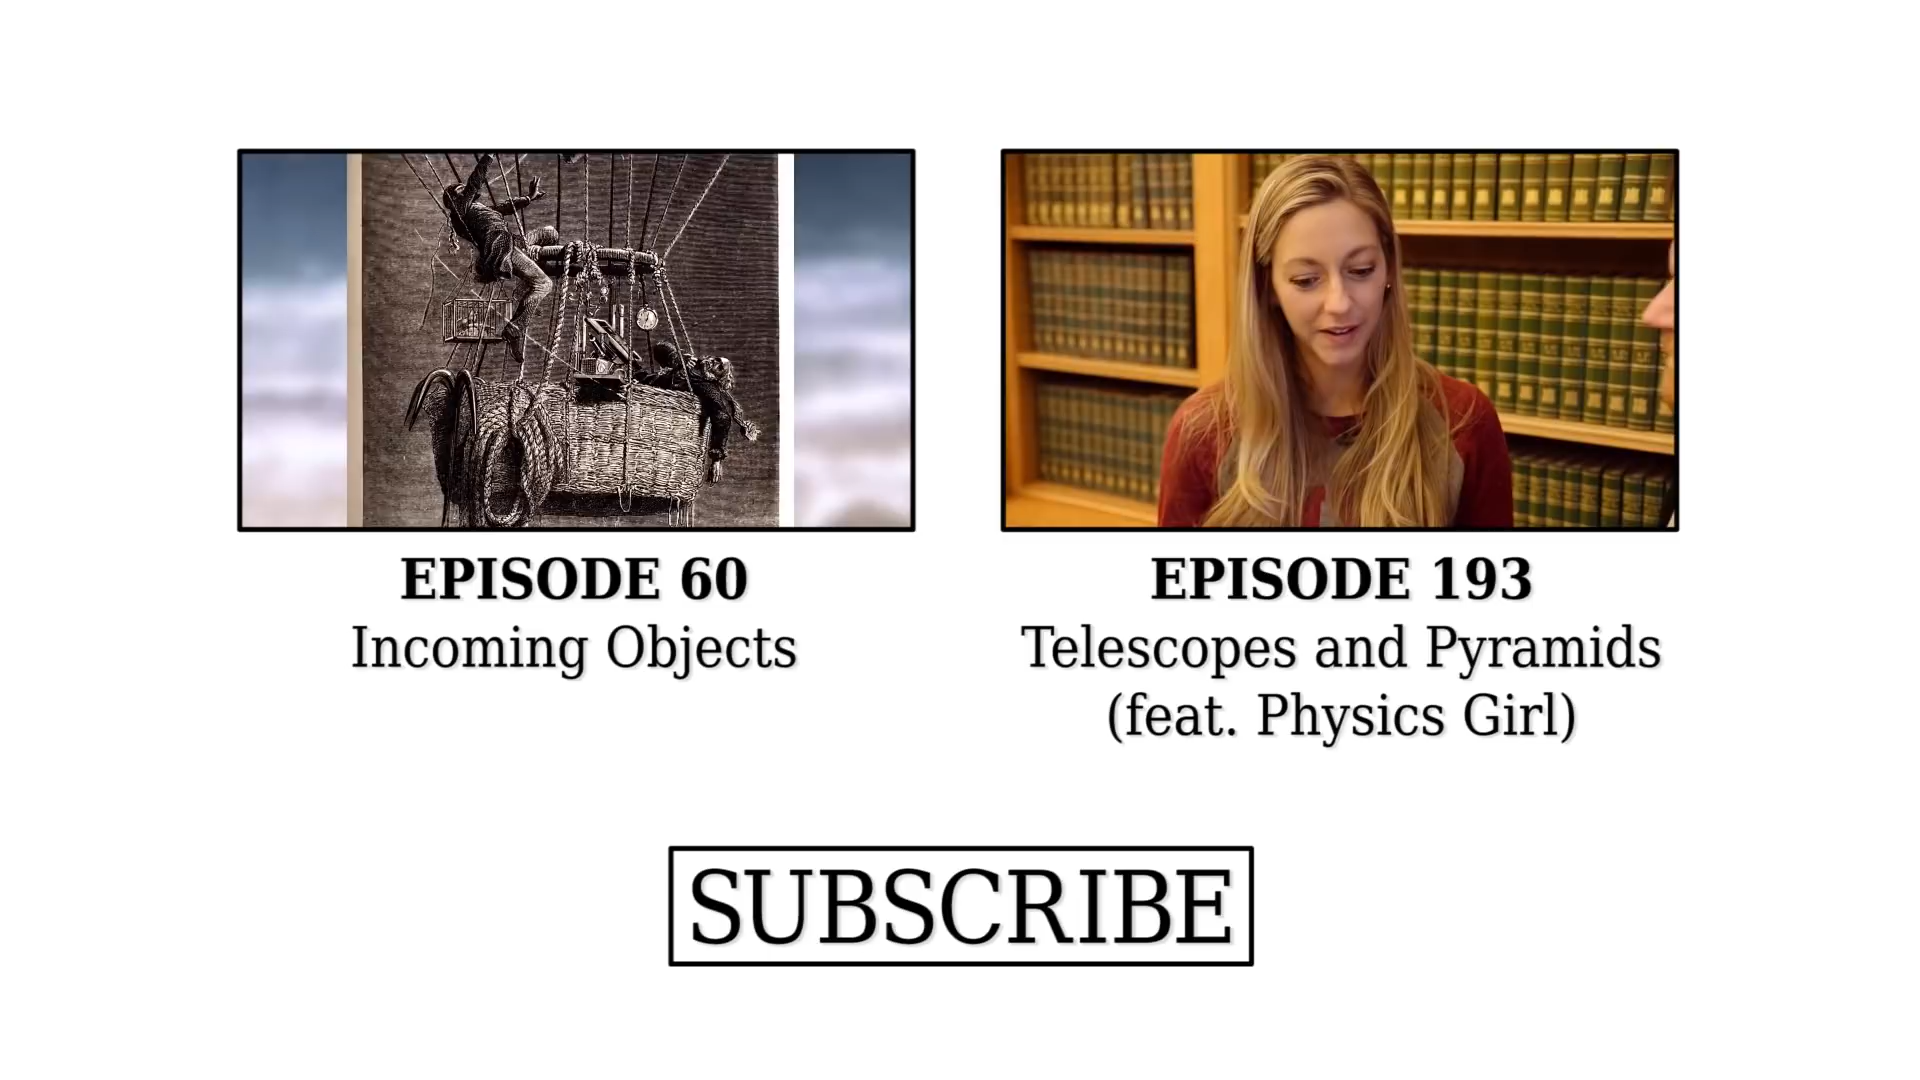 EPISODE 60
Incoming Objects
EPISODE 193
Telescopes and Pyramids
(feat. Physics Girl)
SUBSCRIBE